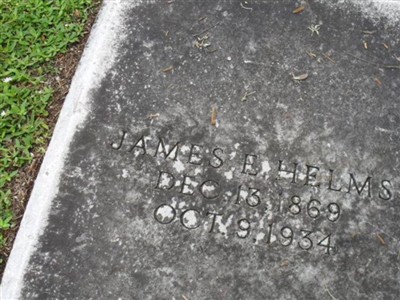 JAMES E. HELMS
DEC. 13. 1869
OCT. 9. 1934